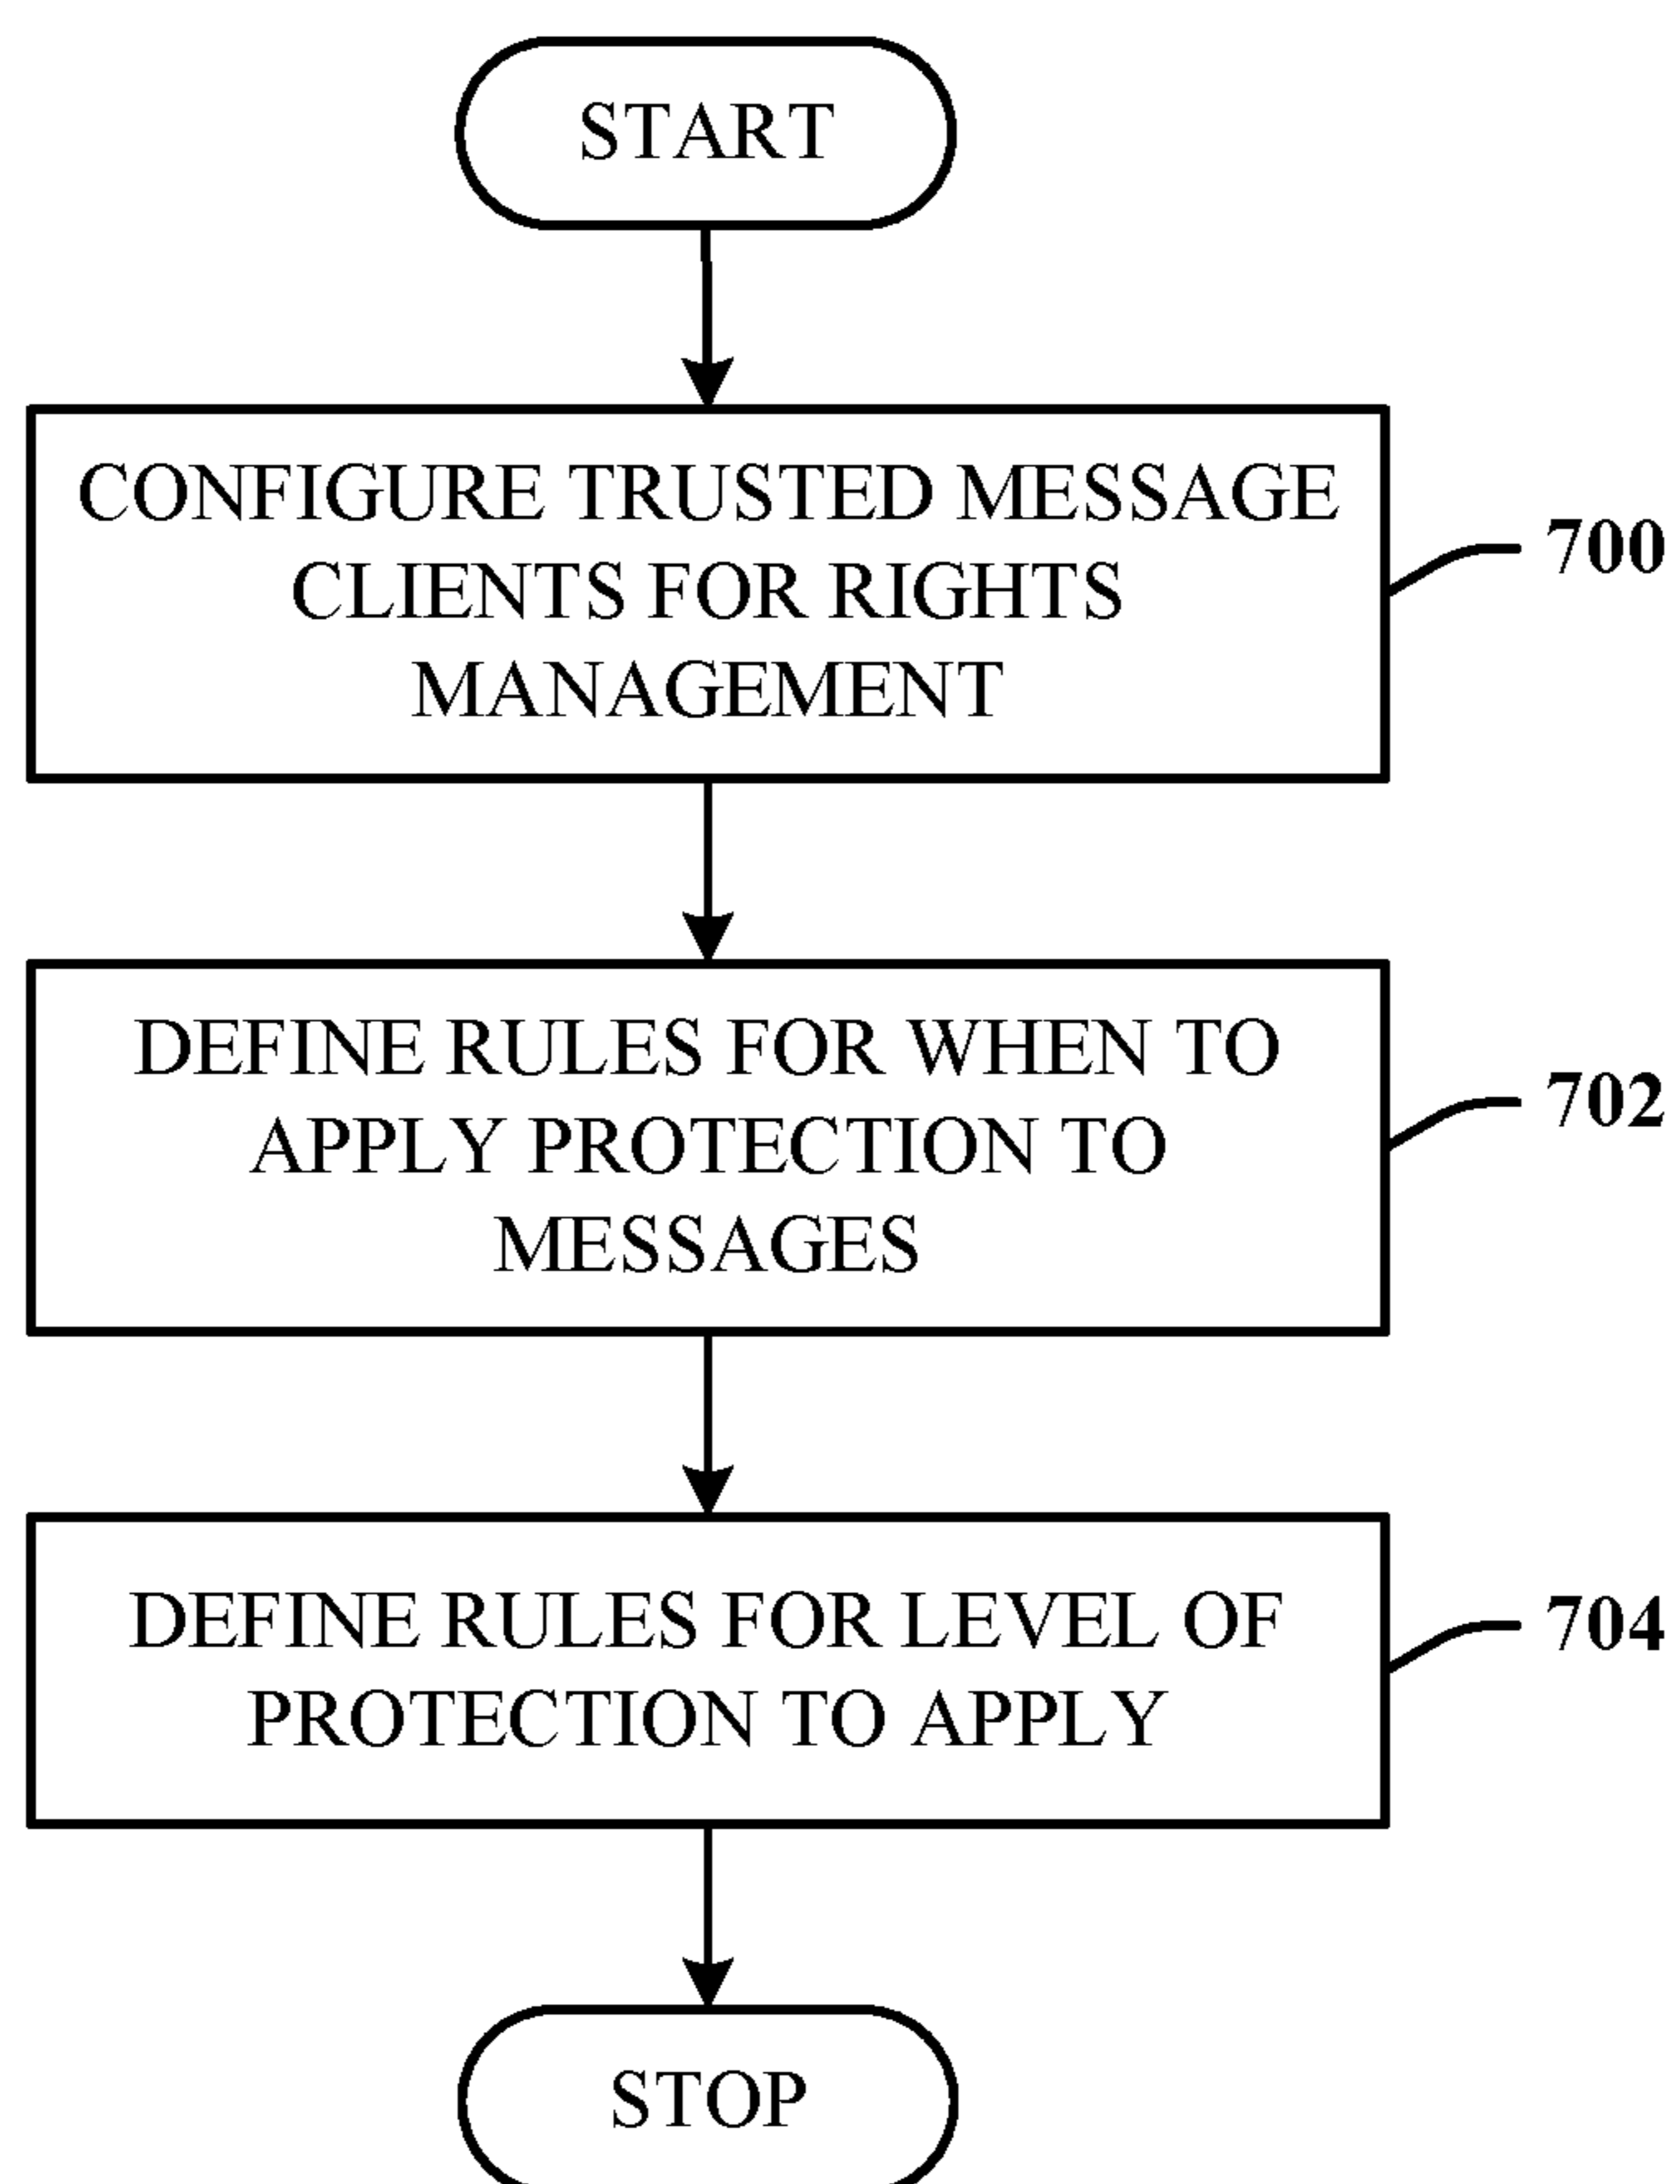 START
CONFIGURE TRUSTED MESSAGE
CLIENTS FOR RIGHTS
MANAGEMENT
700
DEFINE RULES FOR WHEN TO
APPLY PROTECTION TO
MESSAGES
702
DEFINE RULES FOR LEVEL OF
PROTECTION TO APPLY
704
STOP